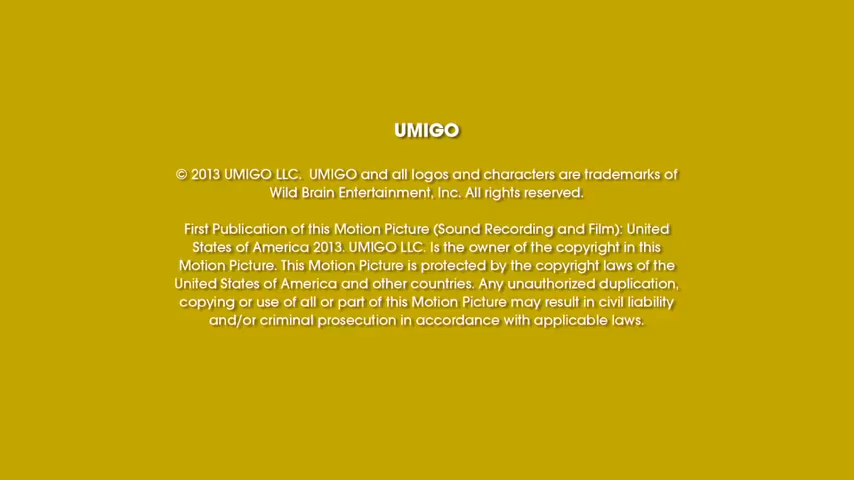 UMIGO
© 2013 UMIGO LLC.  UMIGO and all logos and characters are trademarks of
Wild Brain Entertainment, Inc. All rights reserved.
First Publication of this Motion Picture (Sound Recording and Film): United
States of America 2013. UMIGO LLC. Is the owner of the copyright in this
Motion Picture. This Motion Picture is protected by the copyright laws of the
United States of America and other countries. Any unauthorized duplication,
copying or use of all or part of this Motion Picture may result in civil liability
and/or criminal prosecution in accordance with applicable laws.